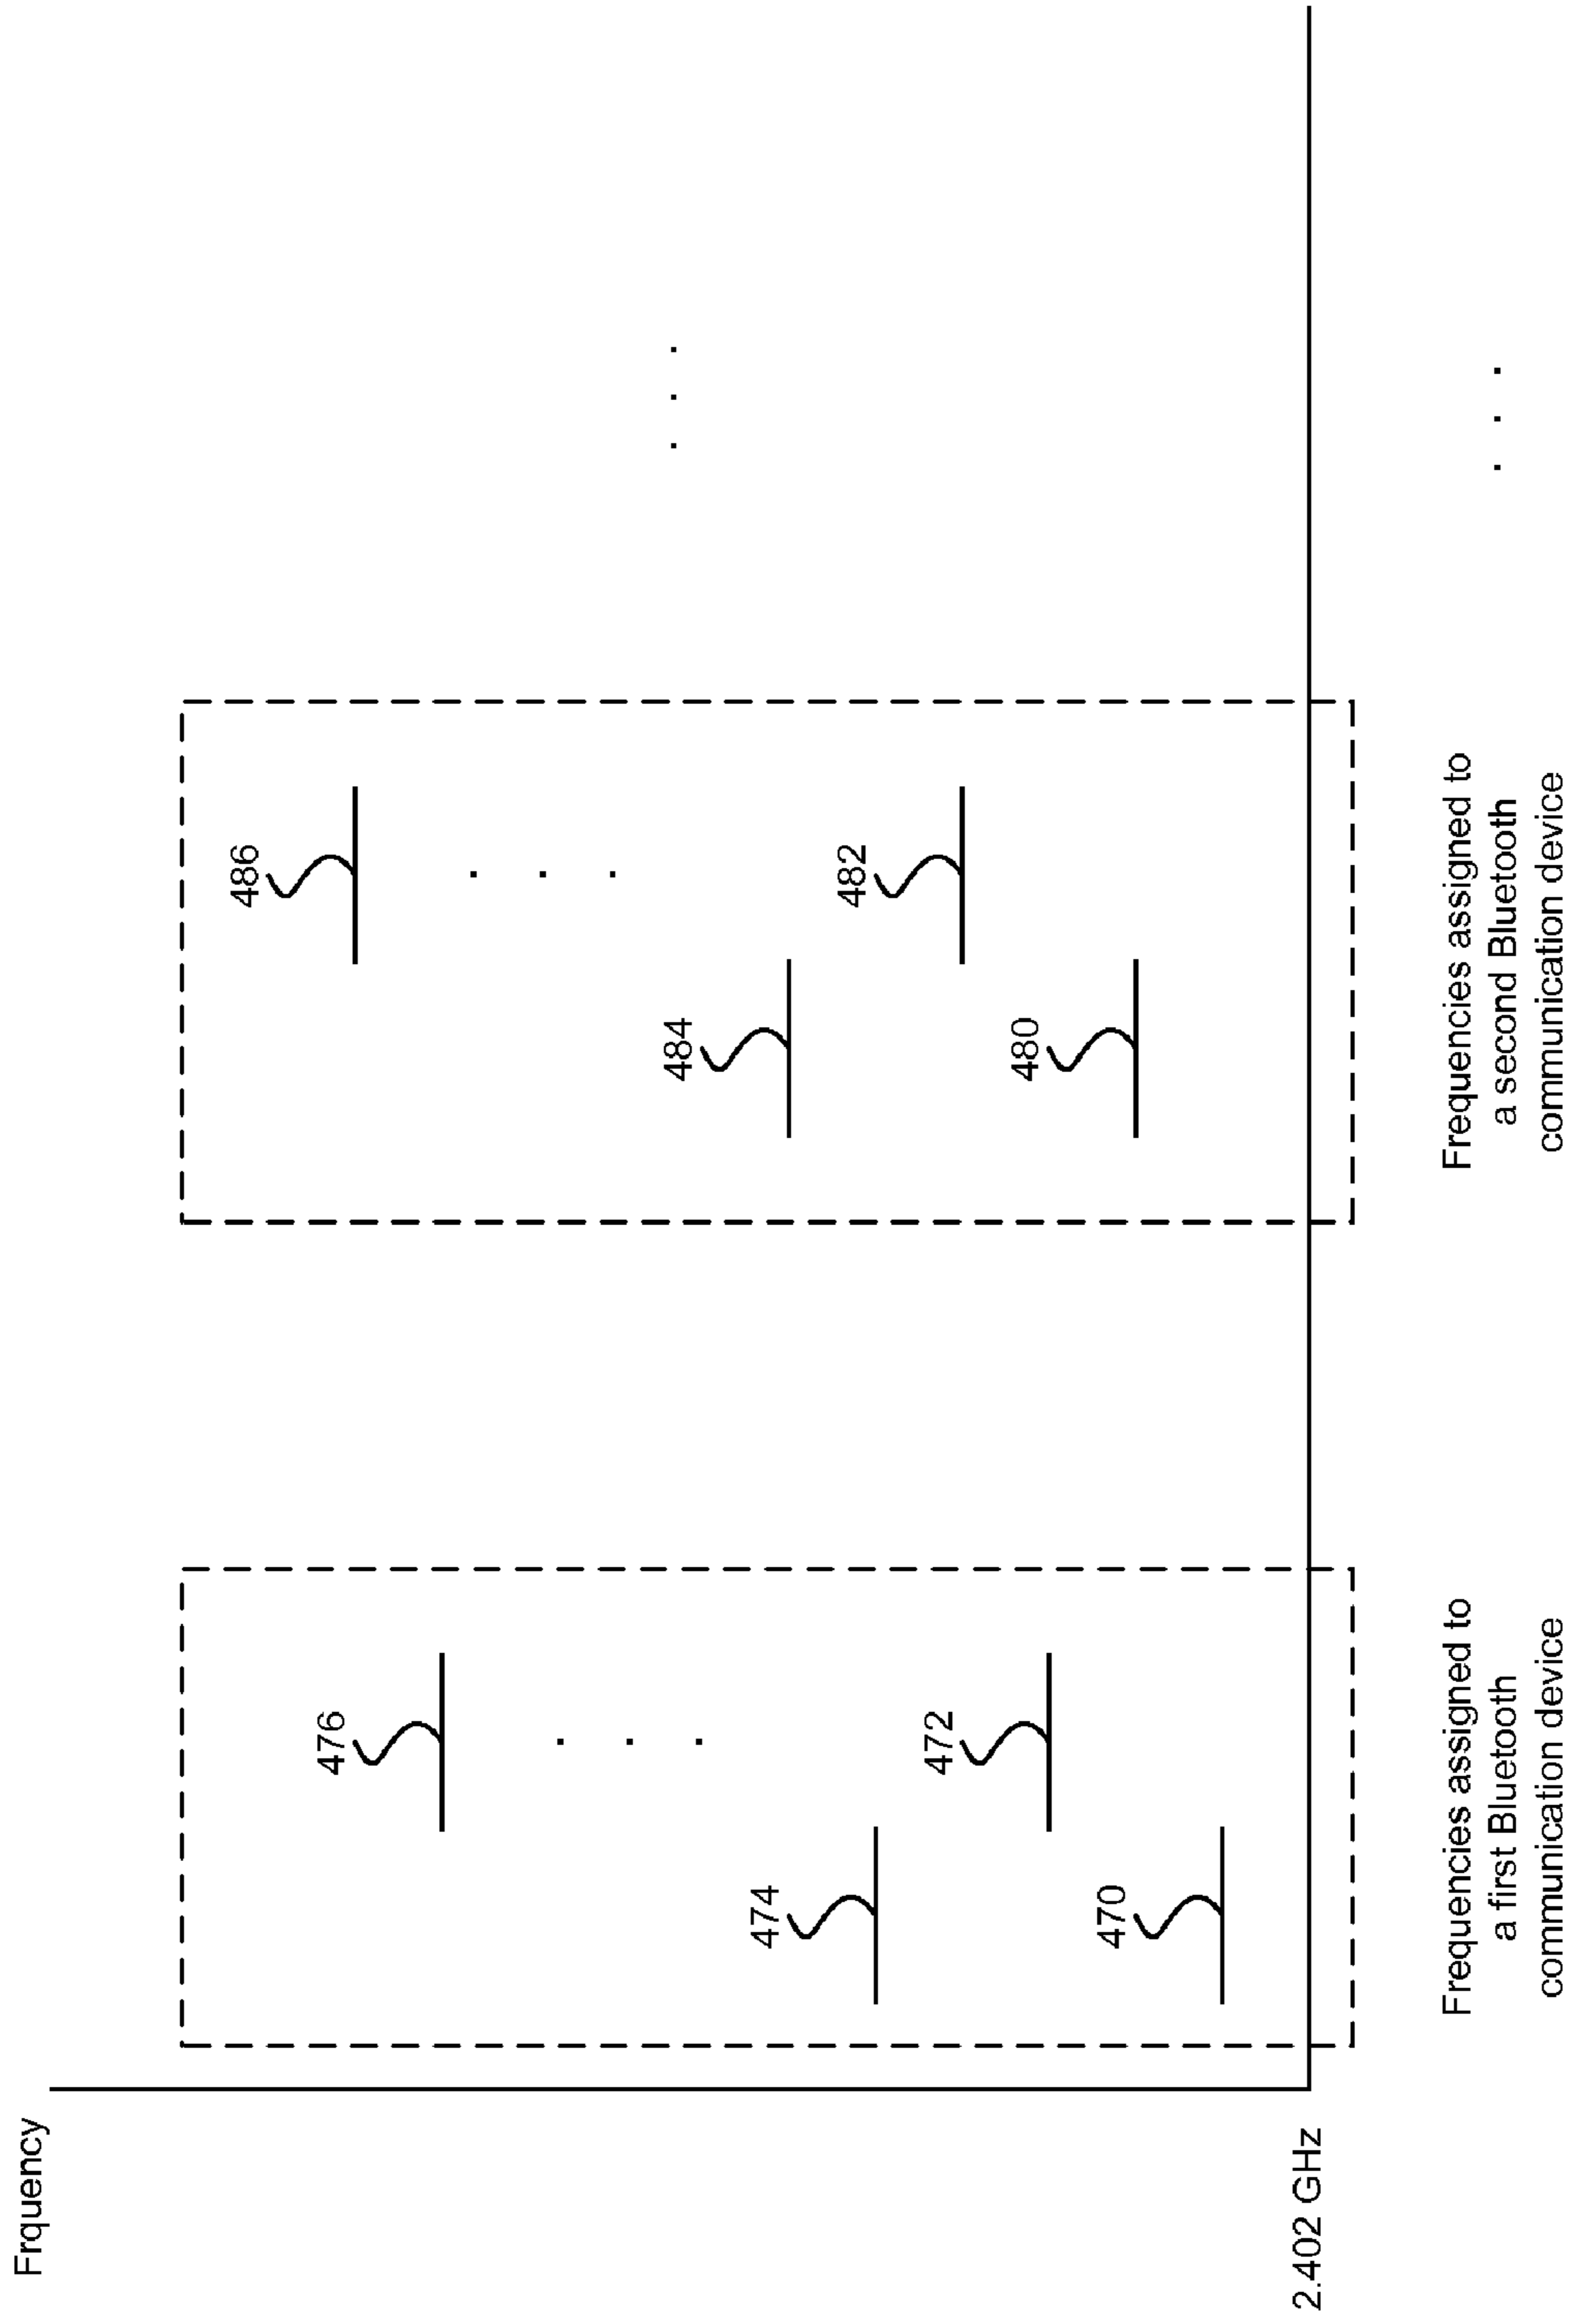 Frquency
486
476
484
482
474
472
480
470
2.402 GHz
Frequencies assigned to
a first Bluetooth
communication device
Frequencies assigned to
a second Bluetooth
communication device